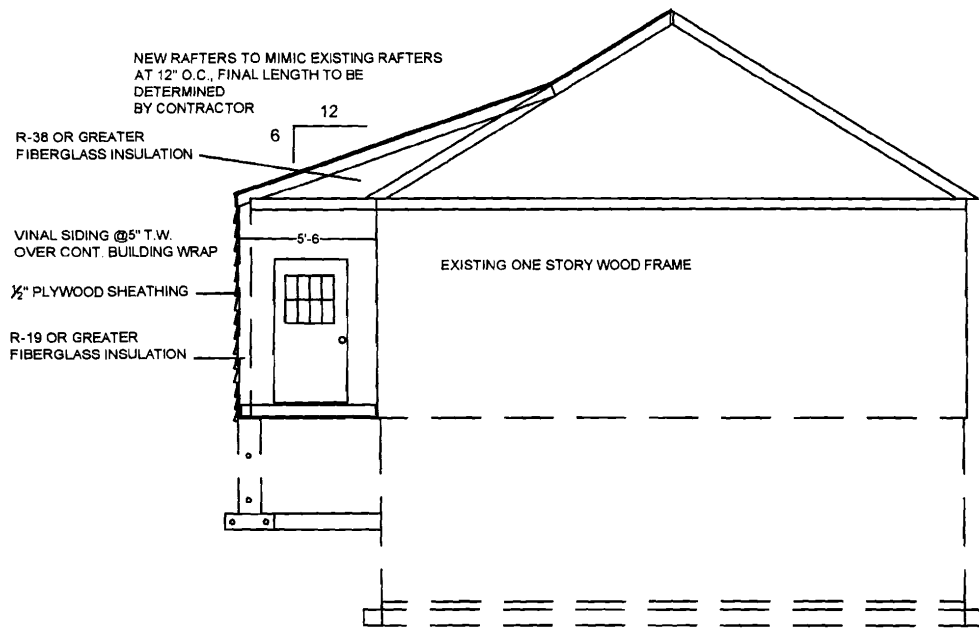 NEW RAFTERS TO MIMIC EXISTING RAFTERS
AT 12" O.C., FINAL LENGTH TO BE
DETERMINED
BY CONTRACTOR
12
6
R-38 OR GREATER
FIBERGLASS INSULATION
VINAL SIDING @5" T.W.
OVER CONT. BUILDING WRAP
5'-6
EXISTING ONE STORY WOOD FRAME
½" PLYWOOD SHEATHING
R-19 OR GREATER
FIBERGLASS INSULATION